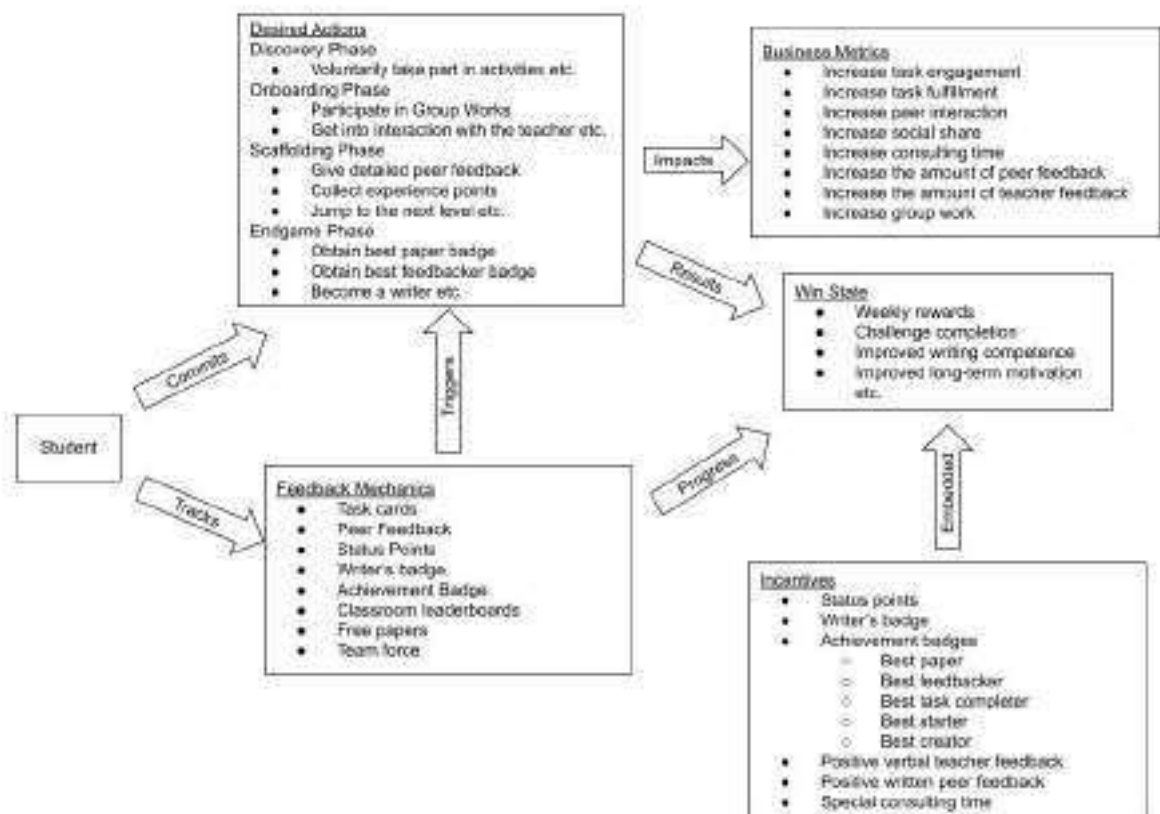 Desired Actions
Discovery Phase
● Voluntarily take part in activities etc.
Onboarding Phase
● Participate in Group Works
● Get into interaction with the teacher etc.
Scaffolding Phase
● Give detailed peer feedback
● Collect experience points
● Jump to the next level etc.
Endgame Phase
● Obtain best paper badge
● Obtain best feedbacker badge
● Become a writer etc.
Impacts
Business Metrics
● Increase task engagement
● Increase task fulfillment
● Increase peer interaction
● Increase social share
● Increase consulting time
● Increase the amount of peer feedback
● Increase the amount of teacher feedback
● Increase group work
Results
Win State
● Weekly rewards
● Challenge completion
● Improved writing competence
● Improved long-term motivation
etc.
Commits
Triggers
Student
Tracks
Feedback Mechanics
● Task cards
● Peer Feedback
● Status Points
● Writer's badge
● Achievement Badge
● Classroom leaderboards
● Free papers
● Team force
Progress
Embedded
Incentives
● Status points
● Writer's badge
● Achievement badges
○ Best paper
○ Best feedbacker
○ Best task completer
○ Best starter
○ Best creator
● Positive verbal teacher feedback
● Positive written peer feedback
● Special consulting time